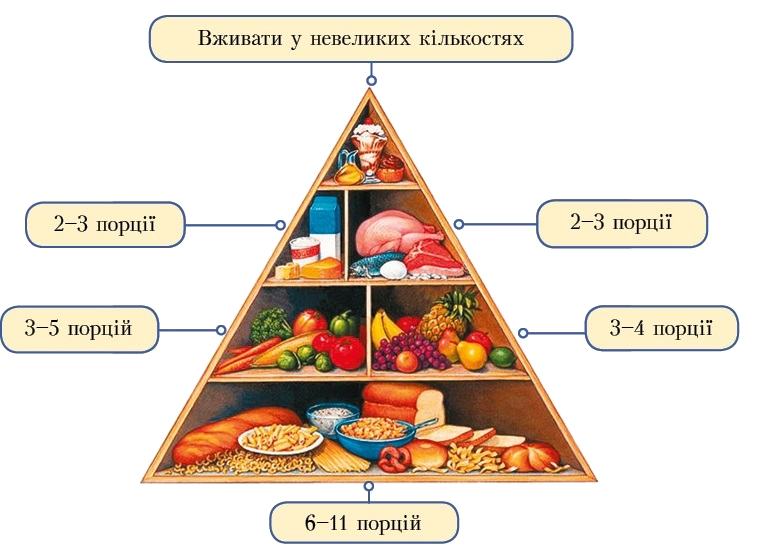 Вживати у невеликих кількостях
2–3 порції
2–3 порції
3–5 порцій
3–4 порції
6–11 порцій